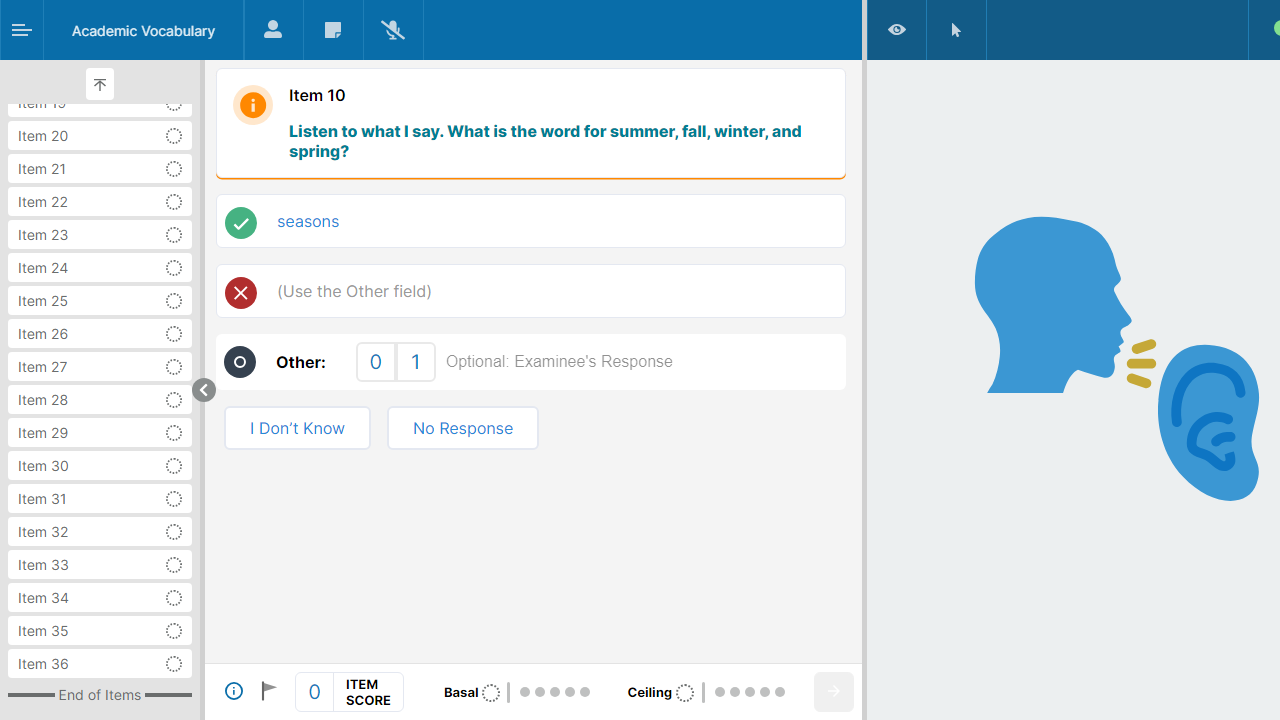 Academic Vocabulary
Item 19
Item 20
Item 21
Item 22
Item 23
Item 24
Item 25
Item 26
Item 27
Item 28
Item 29
Item 30
Item 31
Item 32
Item 33
Item 34
Item 35
Item 36
End of Items
Item 10
Listen to what I say. What is the word for summer, fall, winter, and
spring?
seasons
(Use the Other field)
Other: 0 1 Optional: Examinee's Response
I Don’t Know No Response
0 ITEM
SCORE
Basal Ceiling